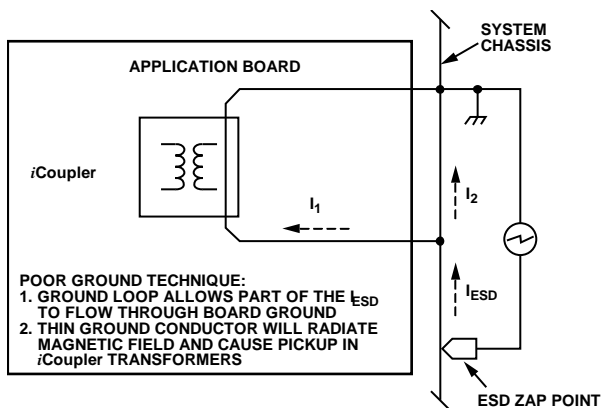 SYSTEM
CHASSIS
APPLICATION BOARD
iCoupler
I1
I2
IESD
POOR GROUND TECHNIQUE:
1. GROUND LOOP ALLOWS PART OF THE IESD
TO FLOW THROUGH BOARD GROUND
2. THIN GROUND CONDUCTOR WILL RADIATE
MAGNETIC FIELD AND CAUSE PICKUP IN
iCoupler TRANSFORMERS
ESD ZAP POINT